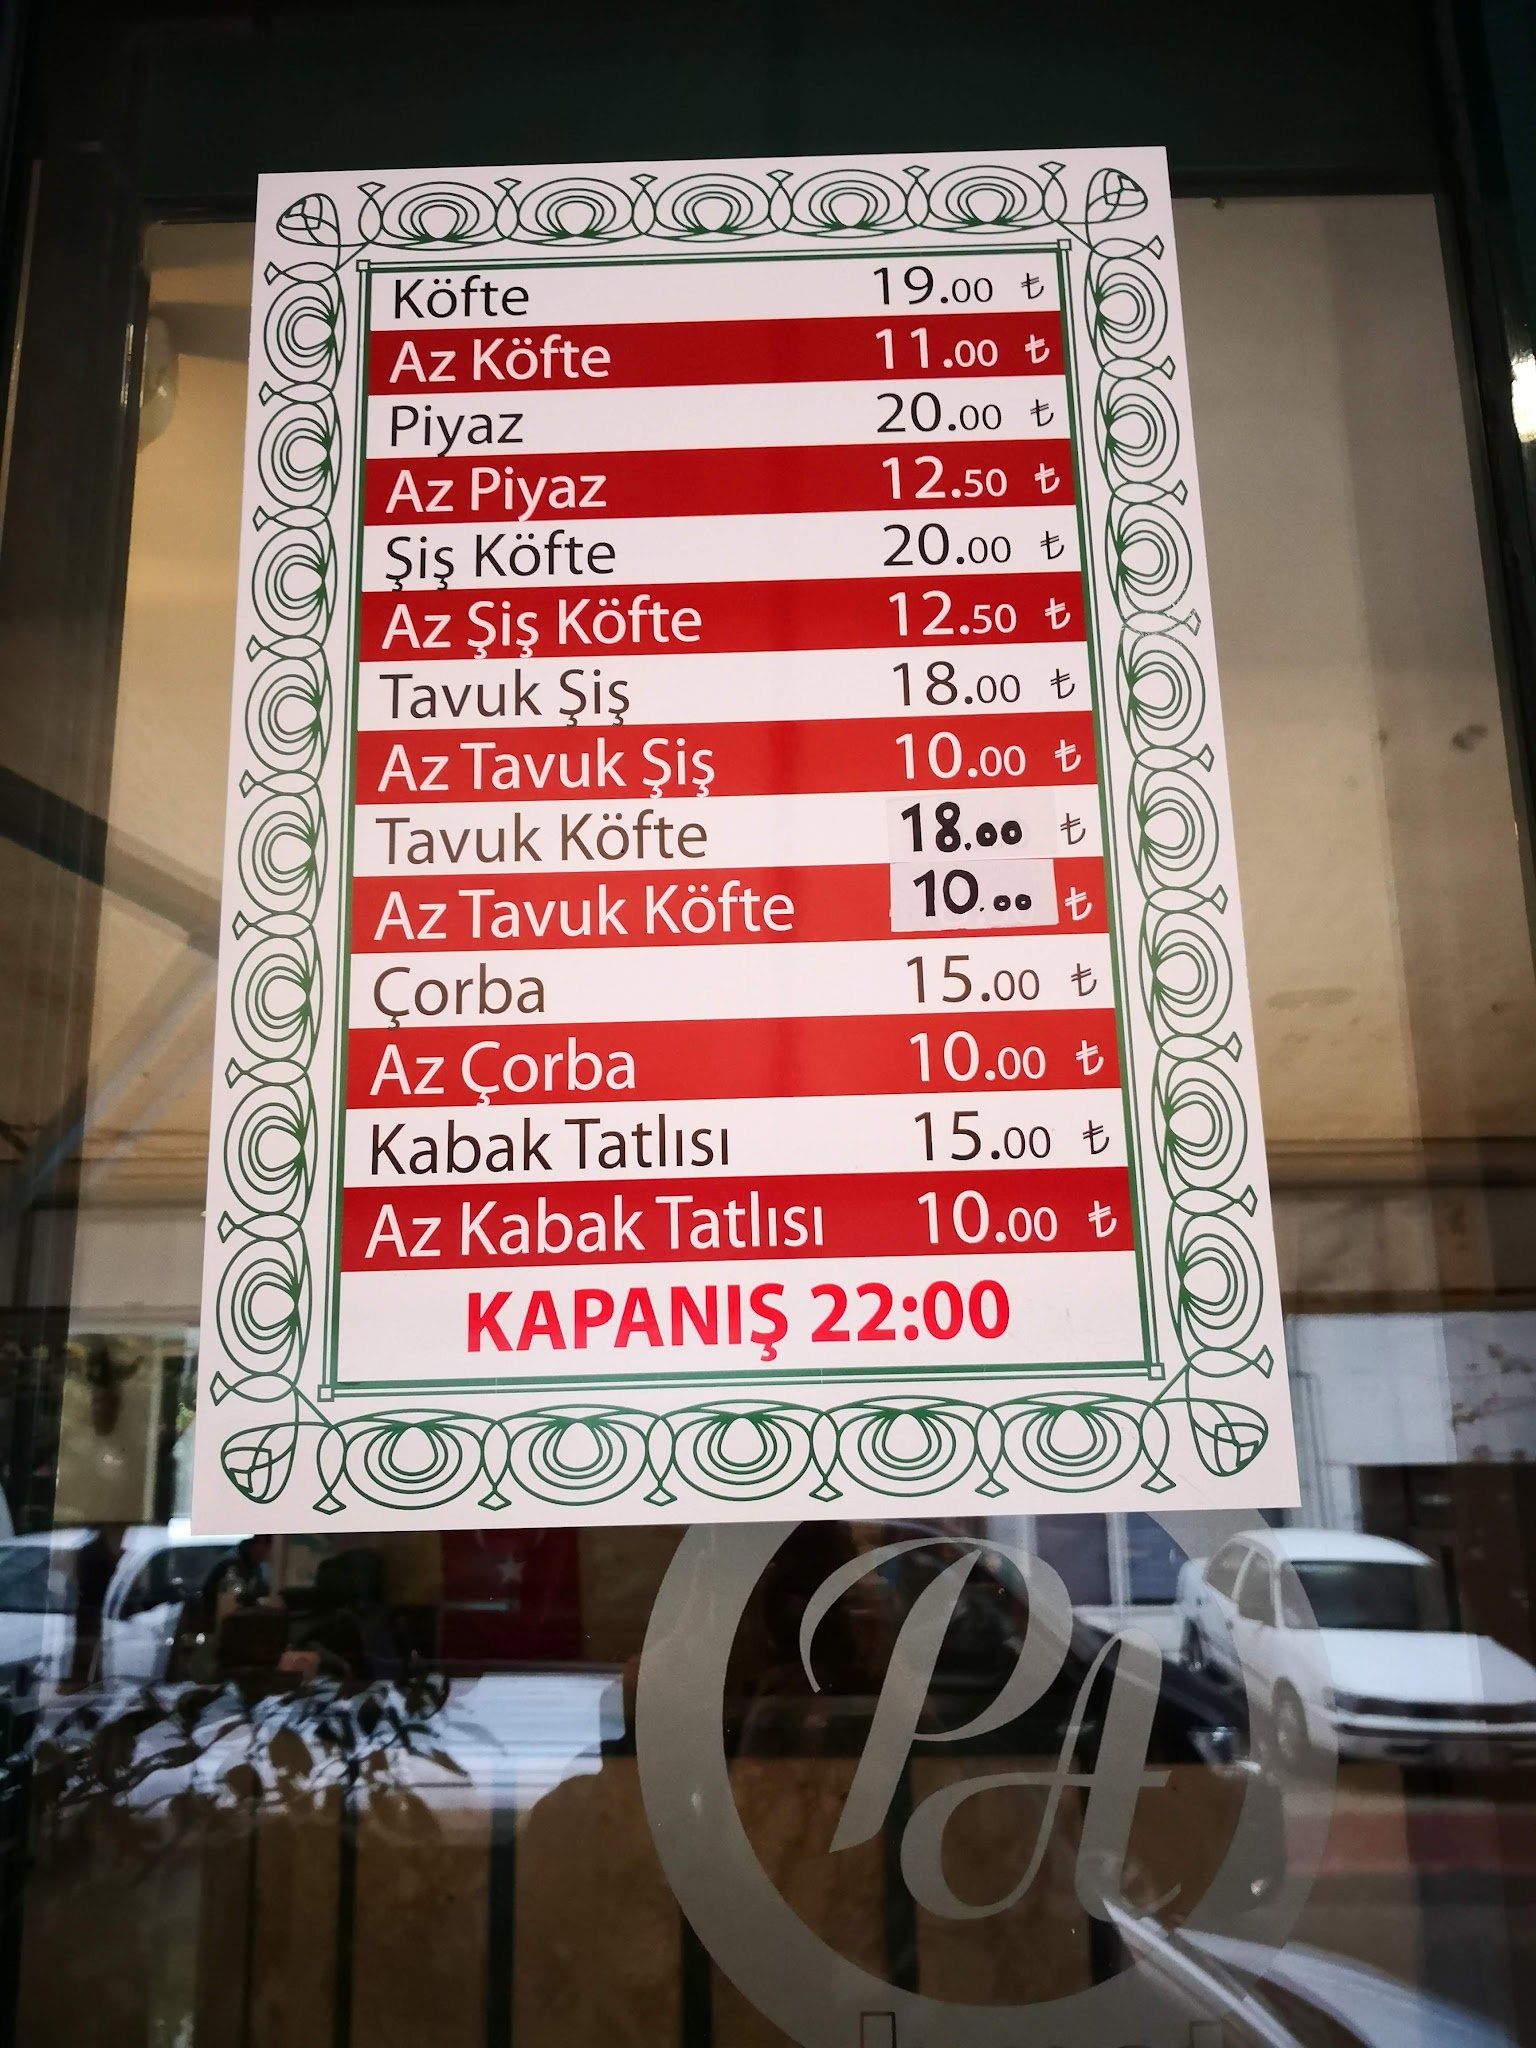 Köfte 19.00 ₺
Az Köfte 11.00 ₺
Piyaz 20.00 ₺
Az Piyaz 12.50 ₺
Şiş Köfte 20.00 ₺
Az Şiş Köfte 12.50 ₺
Tavuk Şiş 18.00 ₺
Az Tavuk Şiş 10.00 ₺
Tavuk Köfte 18.00 ₺
Az Tavuk Köfte 10.00 ₺
Çorba 15.00 ₺
Az Çorba 10.00 ₺
Kabak Tatlısı 15.00 ₺
Az Kabak Tatlısı 10.00 ₺
KAPANIŞ 22:00
PA